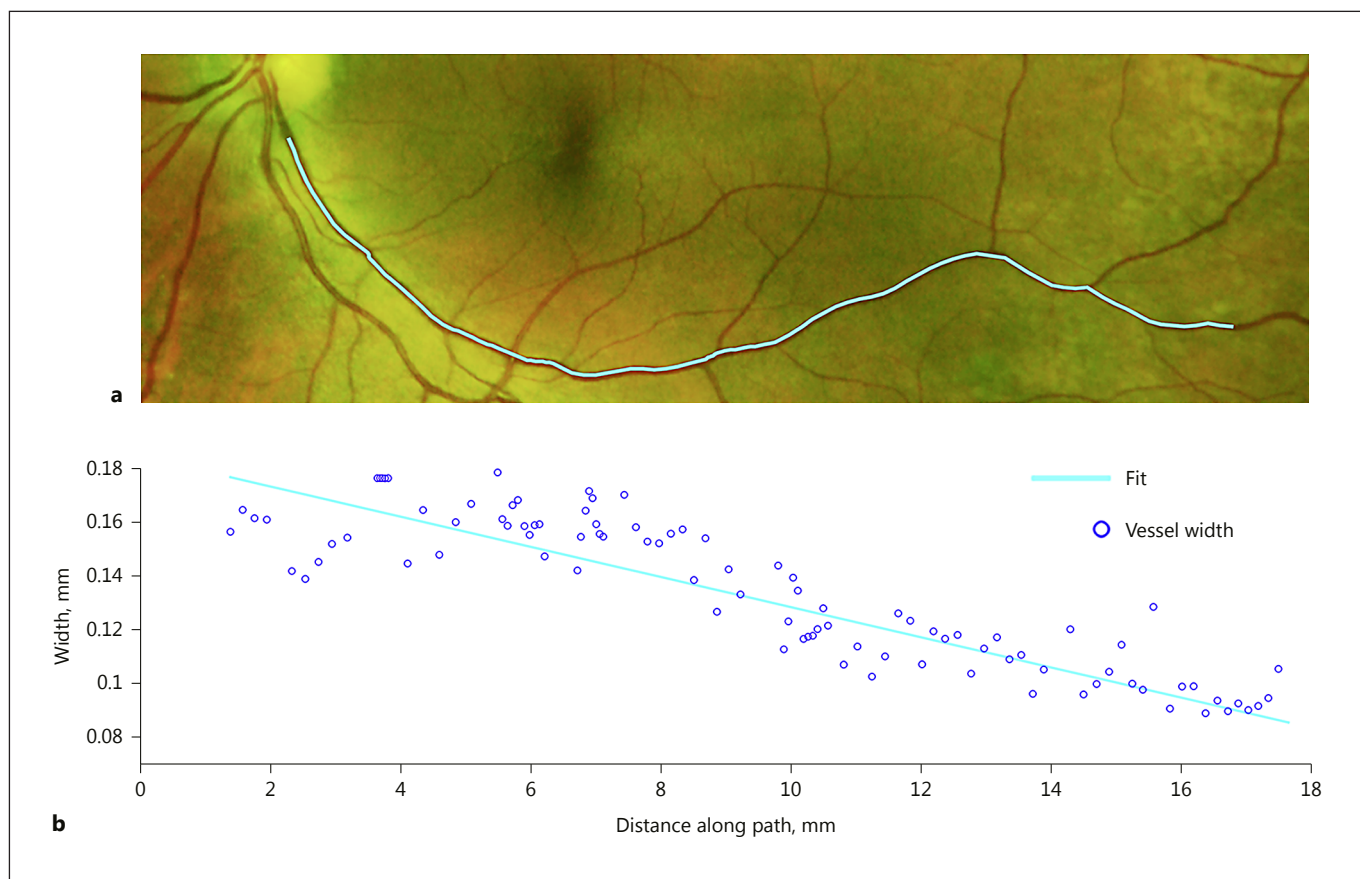 a
0.18
0.16
0.14
0.12
0.1
0.08
Width, mm
Fit
Vessel width
0 2 4 6 8 10 12 14 16 18
b
Distance along path, mm